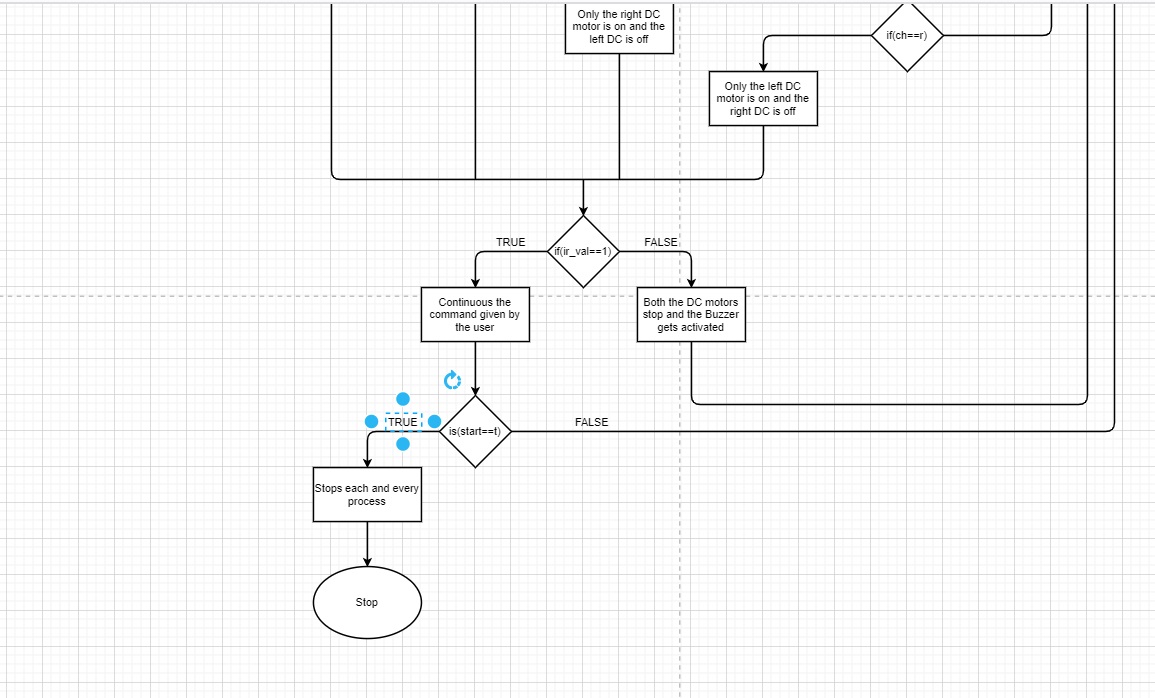 Only the right DC
motor is on and the
left DC is off
if(ch==r)
Only the left DC
motor is on and the
right DC is off
TRUE
if(ir_val==1)
FALSE
Continuous the
command given by
the user
Both the DC motors
stop and the Buzzer
gets activated
TRUE
is(start==t)
FALSE
Stops each and every
process
Stop